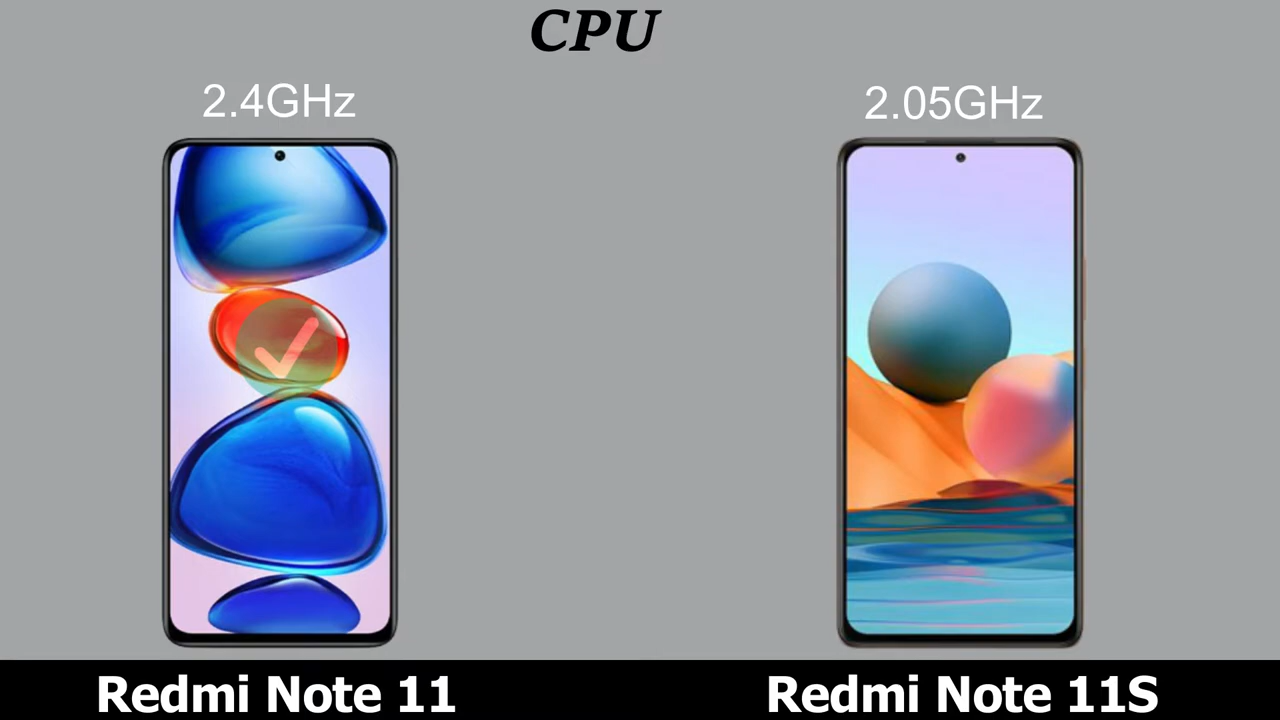 CPU
2.4GHz
2.05GHz
Redmi Note 11
Redmi Note 11S